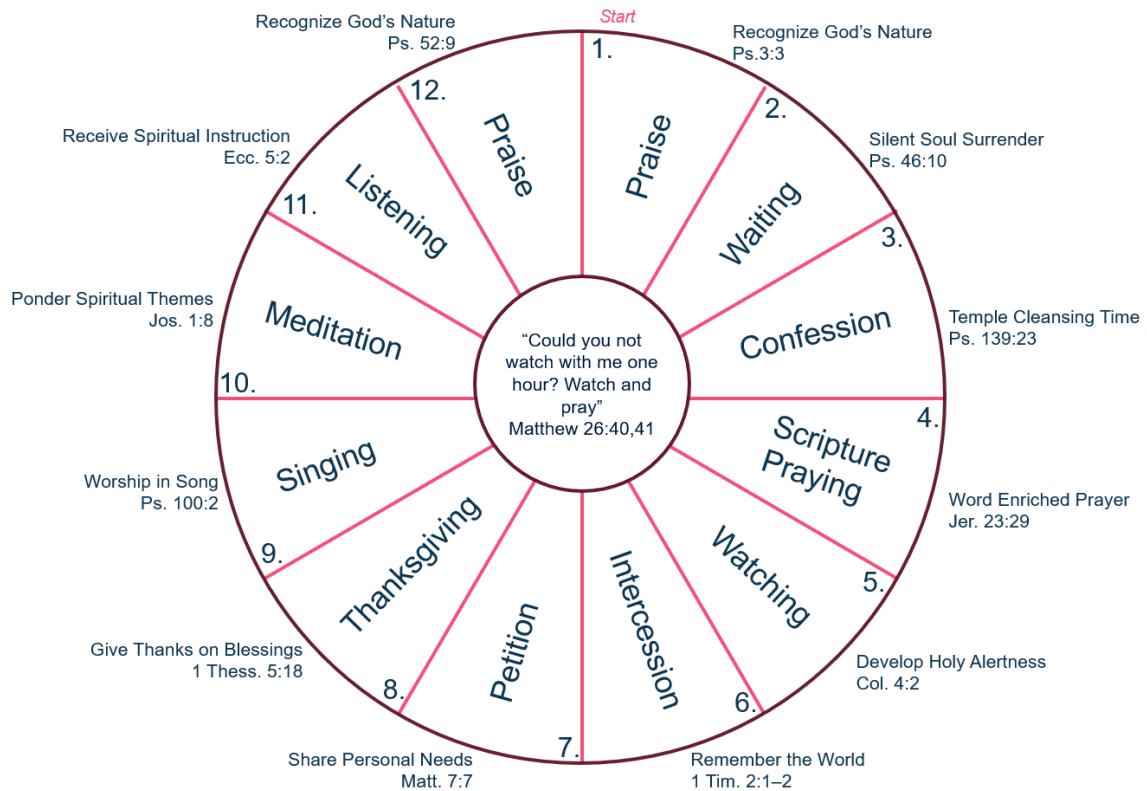 Start
1.
Praise
Recognize God’s Nature
Ps.3:3
2.
Waiting
Silent Soul Surrender
Ps. 46:10
3.
Confession
Temple Cleansing Time
Ps. 139:23
4.
Scripture
Praying
Word Enriched Prayer
Jer. 23:29
5.
Watching
Develop Holy Alertness
Col. 4:2
6.
Intercession
Remember the World
1 Tim. 2:1–2
7.
Petition
Share Personal Needs
Matt. 7:7
8.
Thanksgiving
Give Thanks on Blessings
1 Thess. 5:18
9.
Singing
Worship in Song
Ps. 100:2
10.
Meditation
Ponder Spiritual Themes
Jos. 1:8
11.
Listening
Receive Spiritual Instruction
Ecc. 5:2
12.
Praise
Recognize God’s Nature
Ps. 52:9
“Could you not
watch with me one
hour? Watch and
pray”
Matthew 26:40,41